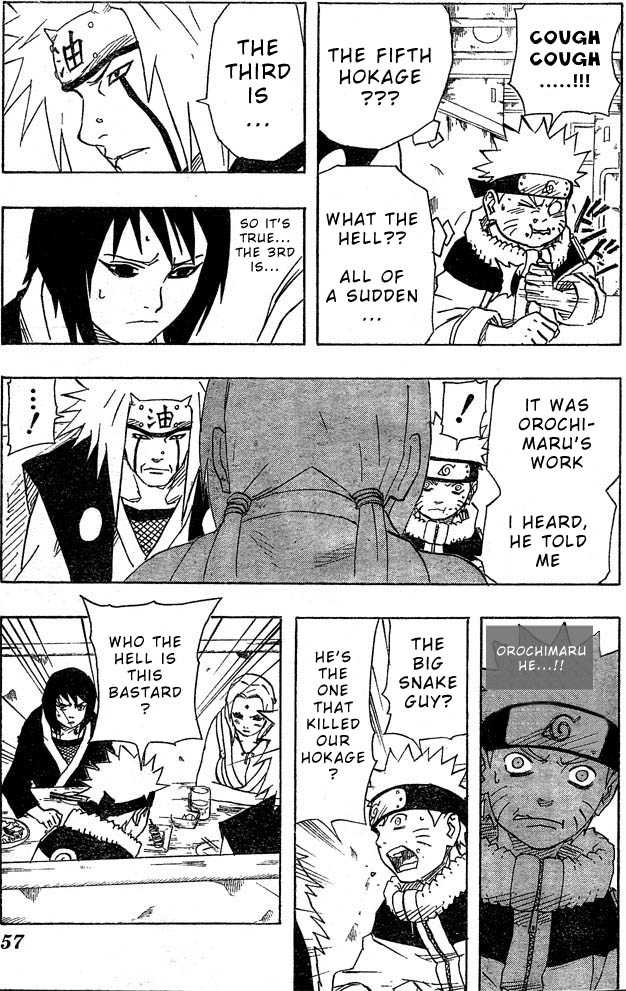 COUGH
COUGH
.....!!!
THE FIFTH
HOKAGE
???
WHAT THE
HELL??
ALL OF
A SUDDEN
...
THE
THIRD
IS
...
油
SO IT'S
TRUE...
THE 3RD
IS...
IT WAS
OROCHI-
MARU'S
WORK
I HEARD,
HE TOLD
ME
!
...!
油
OROCHIMARU
HE...!!
THE
BIG
SNAKE
GUY?
HE'S
THE
ONE
THAT
KILLED
OUR
HOKAGE
?
WHO THE
HELL IS
THIS
BASTARD
?
57